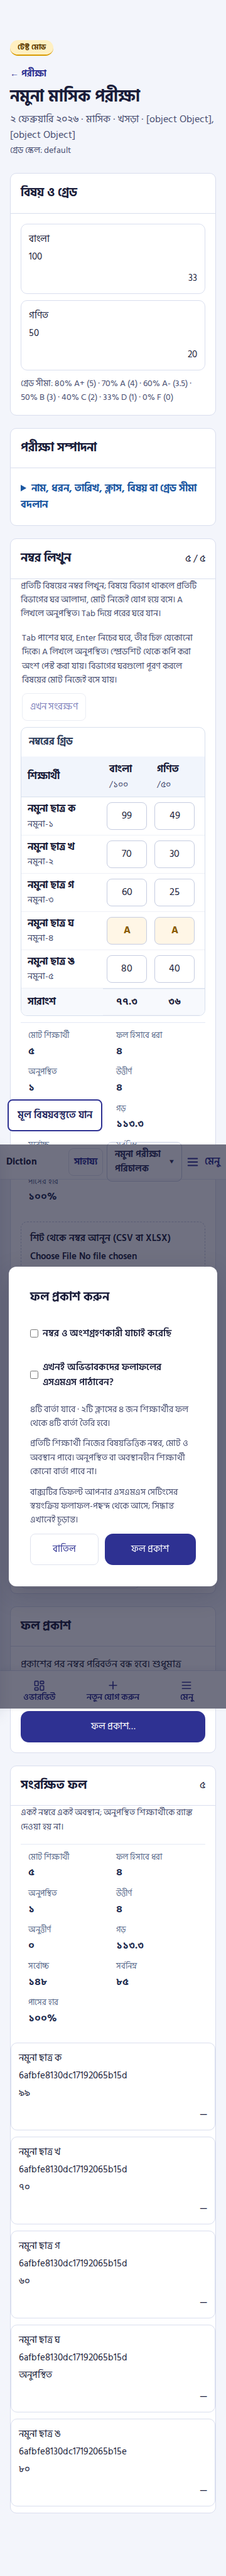 টেস্ট মোড
← পরীক্ষা
নমুনা মাসিক পরীক্ষা
২ ফেব্রুয়ারি ২০২৬ · মাসিক · খসড়া · [object Object],
[object Object]
গ্রেড স্কেল: default
বিষয় ও গ্রেড
বাংলা
100
33
গণিত
50
20
গ্রেড সীমা: 80% A+ (5) · 70% A (4) · 60% A- (3.5) ·
50% B (3) · 40% C (2) · 33% D (1) · 0% F (0)
পরীক্ষা সম্পাদনা
▶ নাম, ধরন, তারিখ, ক্লাস, বিষয় বা গ্রেড সীমা
বদলান
নম্বর লিখুন
৫ / ৫
প্রতিটি বিষয়ের নম্বর লিখুন; বিষয়ে বিভাগ থাকলে প্রতিটি
বিভাগের ঘর আলাদা, মোট নিজেই যোগ হয়ে বসে। A
লিখলে অনুপস্থিত। Tab দিয়ে পরের ঘরে যান।
Tab পাশের ঘরে, Enter নিচের ঘরে, তীর চিহ্ন যেকোনো
দিকে। A লিখলে অনুপস্থিত। স্প্রেডশিট থেকে কপি করা
অংশ পেস্ট করা যায়। বিভাগের ঘরগুলো পূরণ করলে
বিষয়ের মোট নিজেই বসে যায়।
এখন সংরক্ষণ
নম্বরের গ্রিড
শিক্ষার্থী বাংলা /১০০ গণিত /৫০
নমুনা ছাত্র ক
নমুনা-১
99 49
নমুনা ছাত্র খ
নমুনা-২
70 30
নমুনা ছাত্র গ
নমুনা-৩
60 25
নমুনা ছাত্র ঘ
নমুনা-৪
A A
নমুনা ছাত্র ঙ
নমুনা-৫
80 40
সারাংশ ৭৭.৩ ৩৬
মোট শিক্ষার্থী
৫
ফল হিসাবে ধরা
৪
অনুপস্থিত
১
উত্তীর্ণ
৪
মূল বিষয়বস্তুতে যান
গড়
১১৩.৩
Diction
সাহায্য
নমুনা পরীক্ষা
পরিচালক
মেনু
পাসের হার
১০০%
শিট থেকে নম্বর আনুন (CSV বা XLSX)
Choose File No file chosen
ফল প্রকাশ করুন
নম্বর ও অংশগ্রহণকারী যাচাই করেছি
এখনই অভিভাবকদের ফলাফলের
এসএমএস পাঠাবেন?
৪টি বার্তা যাবে · ২টি ক্লাসের ৪ জন শিক্ষার্থীর ফল
থেকে ৪টি বার্তা তৈরি হবে।
প্রতিটি শিক্ষার্থী নিজের বিষয়ভিত্তিক নম্বর, মোট ও
অবস্থান পাবে। অনুপস্থিত বা অবস্থানহীন শিক্ষার্থী
কোনো বার্তা পাবে না।
বাক্সটির ডিফল্ট আপনার এসএমএস সেটিংসের
স্বয়ংক্রিয় ফলাফল-পছন্দ থেকে আসে; সিদ্ধান্ত
এখানেই চূড়ান্ত।
বাতিল
ফল প্রকাশ
ফল প্রকাশ
প্রকাশের পর নম্বর পরিবর্তন বন্ধ হবে। শুধুমাত্র
ওভারভিউ
নতুন যোগ করুন
মেনু
ফল প্রকাশ...
সংরক্ষিত ফল
৫
একই নম্বরে একই অবস্থান; অনুপস্থিত শিক্ষার্থীকে র‍্যাঙ্ক
দেওয়া হয় না।
মোট শিক্ষার্থী
৫
ফল হিসাবে ধরা
৪
অনুপস্থিত
১
উত্তীর্ণ
৪
অনুত্তীর্ণ
০
গড়
১১৩.৩
সর্বোচ্চ
১৪৮
সর্বনিম্ন
৮৫
পাসের হার
১০০%
নমুনা ছাত্র ক
6afbfe8130dc17192065b15d
৯৯
—
নমুনা ছাত্র খ
6afbfe8130dc17192065b15d
৭০
—
নমুনা ছাত্র গ
6afbfe8130dc17192065b15d
৬০
—
নমুনা ছাত্র ঘ
6afbfe8130dc17192065b15d
অনুপস্থিত
—
নমুনা ছাত্র ঙ
6afbfe8130dc17192065b15e
৮০
—